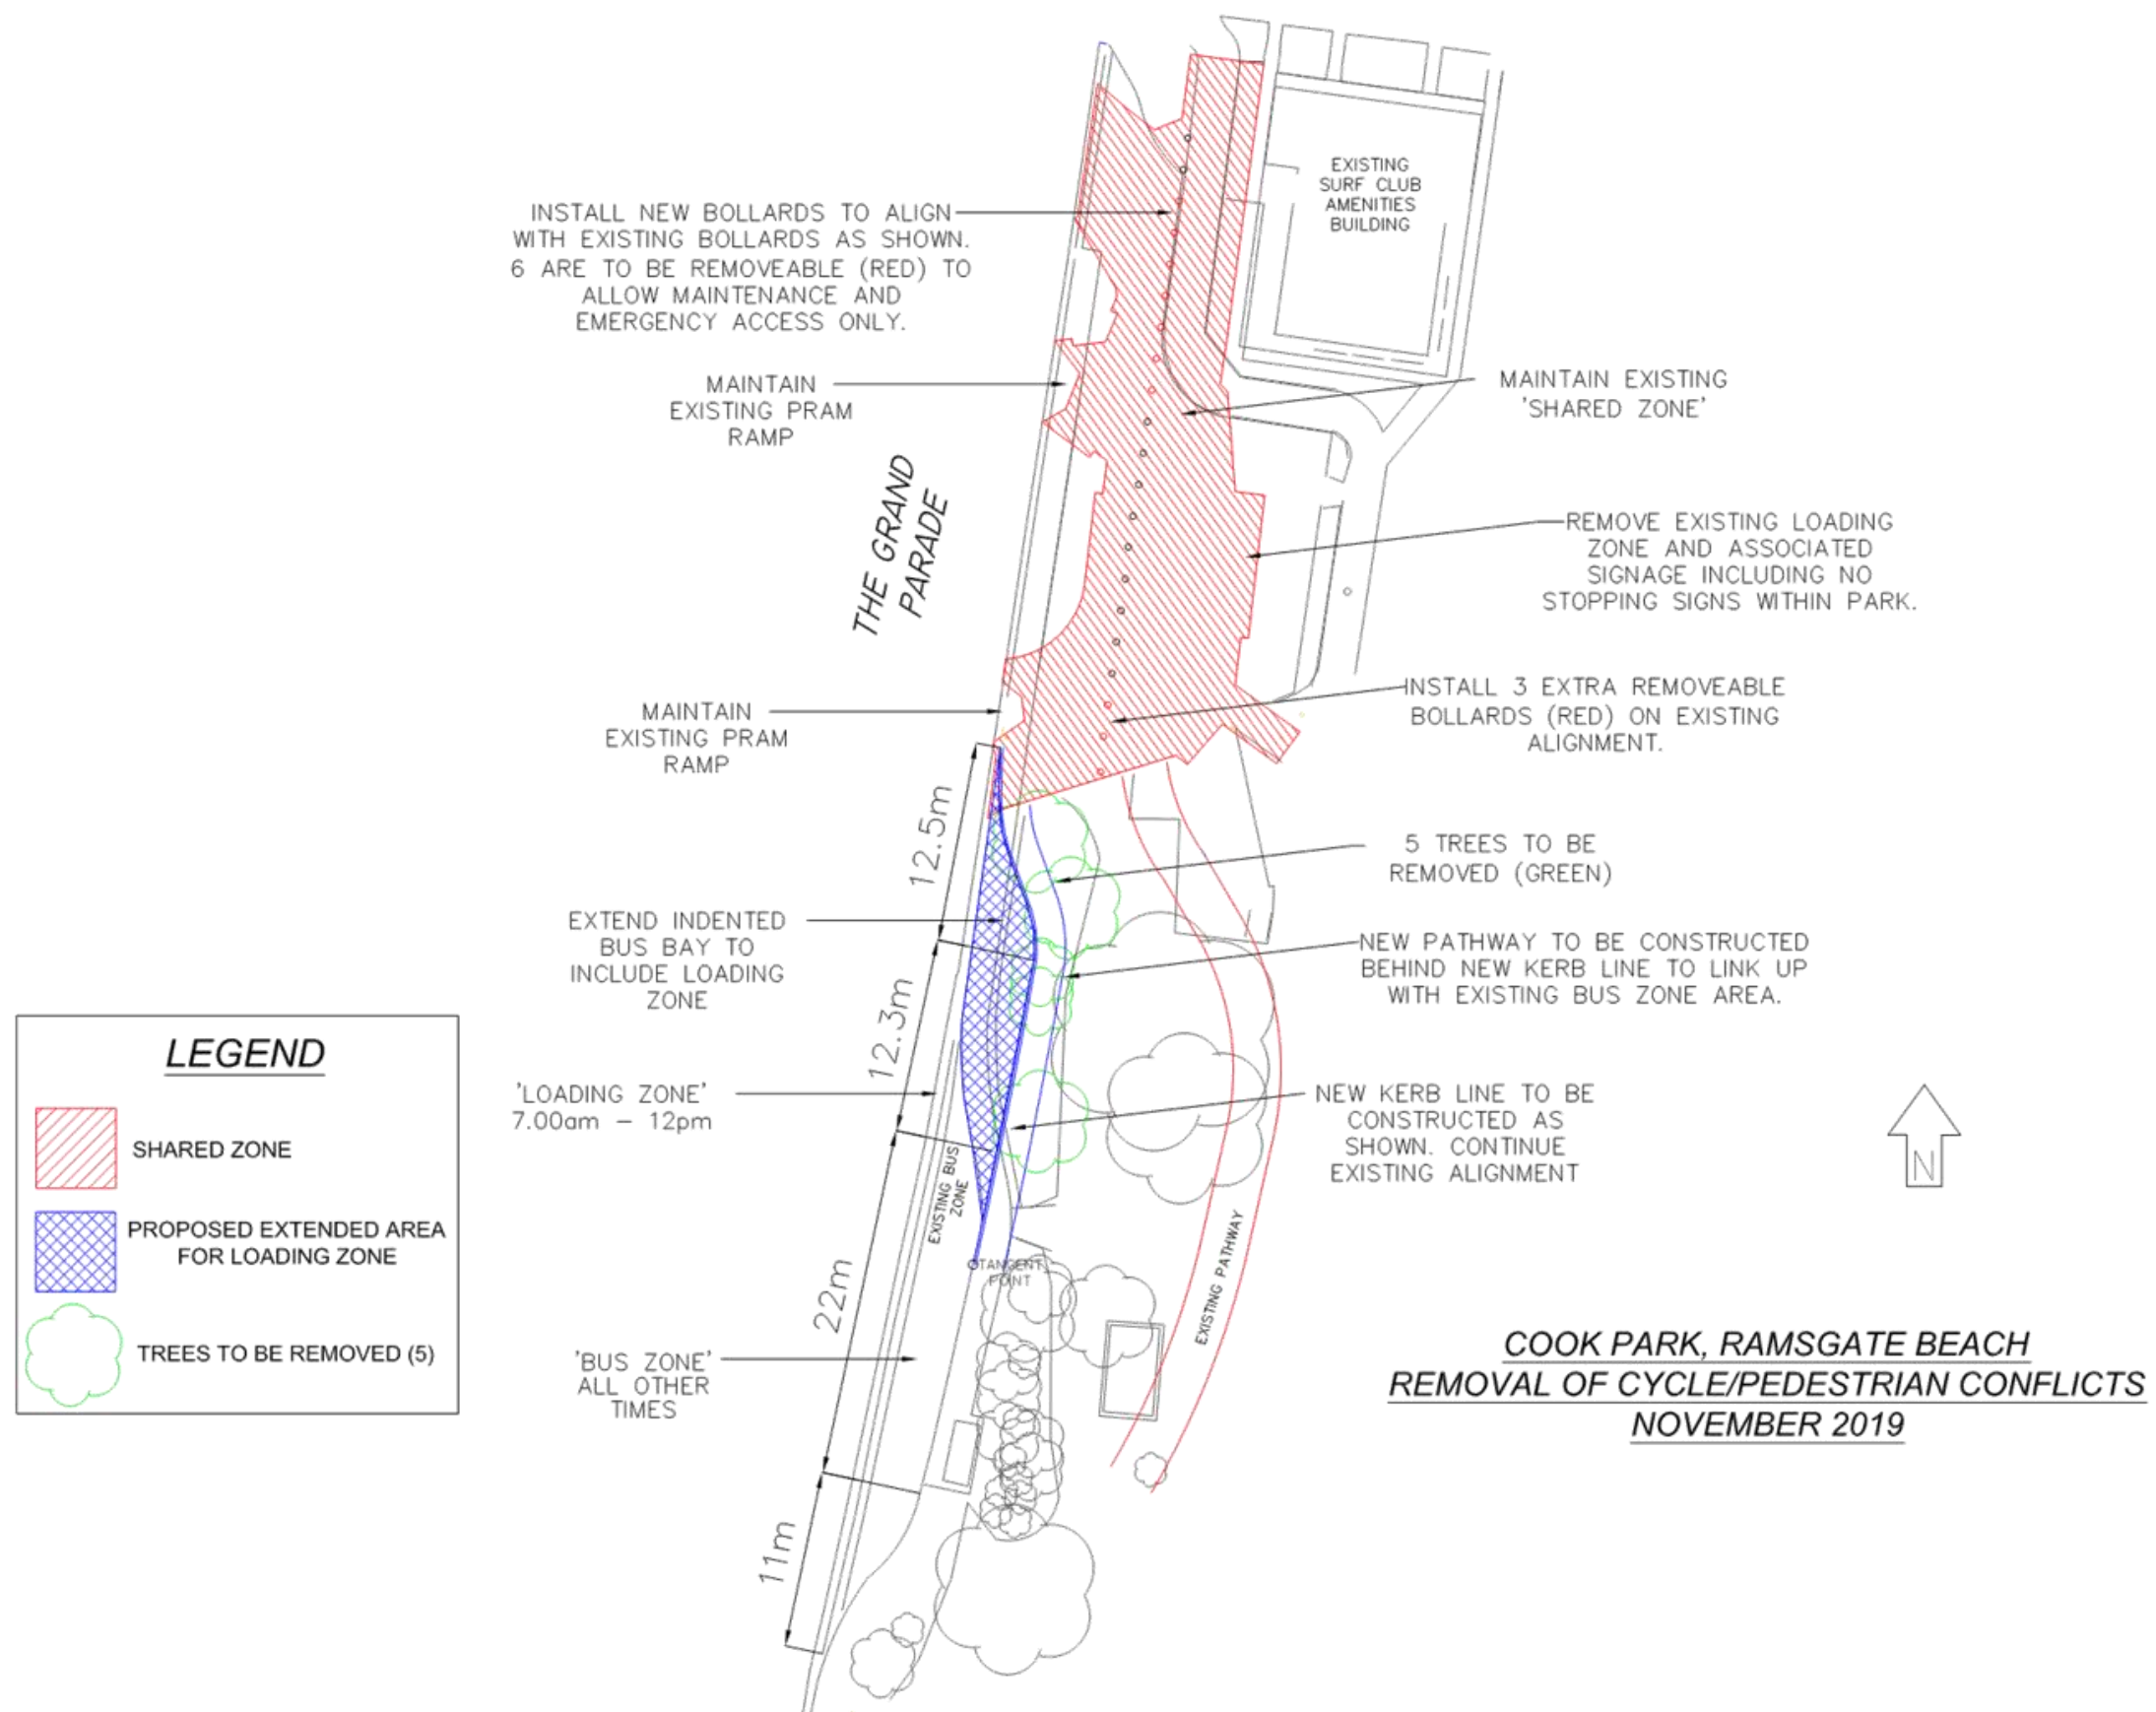 EXISTING
SURF CLUB
AMENITIES
BUILDING
INSTALL NEW BOLLARDS TO ALIGN
WITH EXISTING BOLLARDS AS SHOWN.
6 ARE TO BE REMOVEABLE (RED) TO
ALLOW MAINTENANCE AND
EMERGENCY ACCESS ONLY.
MAINTAIN
EXISTING PRAM
RAMP
MAINTAIN EXISTING
'SHARED ZONE'
THE GRAND
PARADE
REMOVE EXISTING LOADING
ZONE AND ASSOCIATED
SIGNAGE INCLUDING NO
STOPPING SIGNS WITHIN PARK.
MAINTAIN
EXISTING PRAM
RAMP
INSTALL 3 EXTRA REMOVEABLE
BOLLARDS (RED) ON EXISTING
ALIGNMENT.
12.5m
5 TREES TO BE
REMOVED (GREEN)
EXTEND INDENTED
BUS BAY TO
INCLUDE LOADING
ZONE
NEW PATHWAY TO BE CONSTRUCTED
BEHIND NEW KERB LINE TO LINK UP
WITH EXISTING BUS ZONE AREA.
12.3m
'LOADING ZONE'
7.00am – 12pm
NEW KERB LINE TO BE
CONSTRUCTED AS
SHOWN. CONTINUE
EXISTING ALIGNMENT
EXISTING BUS
ZONE
TANGENT
POINT
EXISTING PATHWAY
22m
'BUS ZONE'
ALL OTHER
TIMES
11m
LEGEND
SHARED ZONE
PROPOSED EXTENDED AREA
FOR LOADING ZONE
TREES TO BE REMOVED (5)
N
COOK PARK, RAMSGATE BEACH
REMOVAL OF CYCLE/PEDESTRIAN CONFLICTS
NOVEMBER 2019